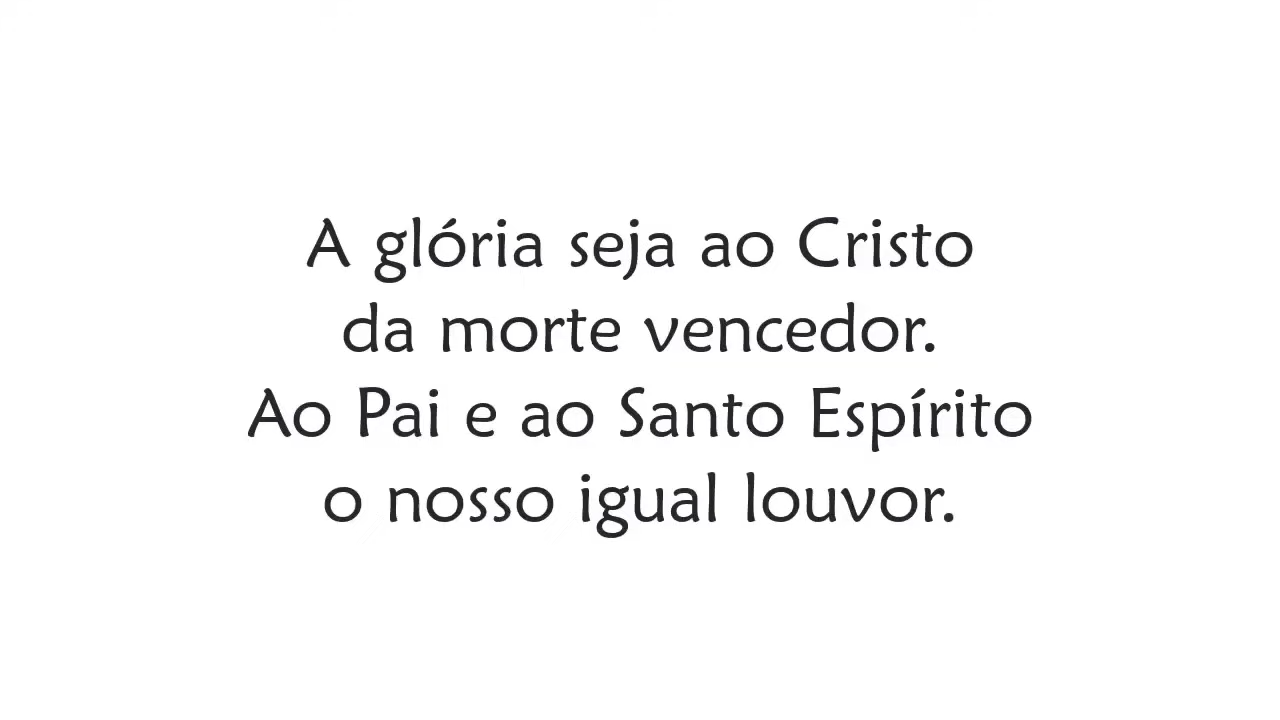 A glória seja ao Cristo
da morte vencedor.
Ao Pai e ao Santo Espírito
o nosso igual louvor.